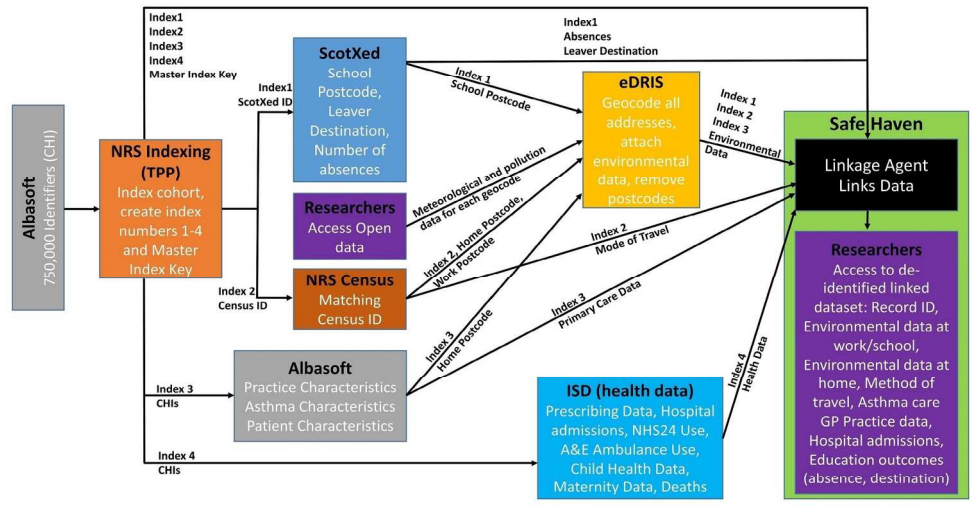 Index1
Index2
Index3
Index4
Master Index Key
Index1
Absences
Leaver Destination
Albasoft
750,000 Identifiers (CHI)
NRS Indexing
(TPP)
Index cohort,
create index
numbers 1-4
and Master
Index Key
Index1
ScotXed ID
ScotXed
School
Postcode,
Leaver
Destination,
Number of
absences
Index 1
School Postcode
eDRIS
Geocode all
addresses,
attach
environmental
data, remove
postcodes
Index 1
Index 2
Index 3
Environmental
Data
Safe Haven
Linkage Agent
Links Data
Researchers
Access Open
data
Meteorological and pollution
data for each geocode
Index 2
Census ID
NRS Census
Matching
Census ID
Index 2, Home Postcode,
Work Postcode
Index 2
Mode of Travel
Index 3
CHIs
Albasoft
Practice Characteristics
Asthma Characteristics
Patient Characteristics
Index 3
Home Postcode
Index 3
Primary Care Data
Index 4
CHIs
ISD (health data)
Prescribing Data, Hospital
admissions, NHS24 Use,
A&E Ambulance Use,
Child Health Data,
Maternity Data, Deaths
Index 4
Health Data
Researchers
Access to de-
identified linked
dataset: Record ID,
Environmental data at
work/school,
Environmental data at
home, Method of
travel, Asthma care
GP Practice data,
Hospital admissions,
Education outcomes
(absence, destination)